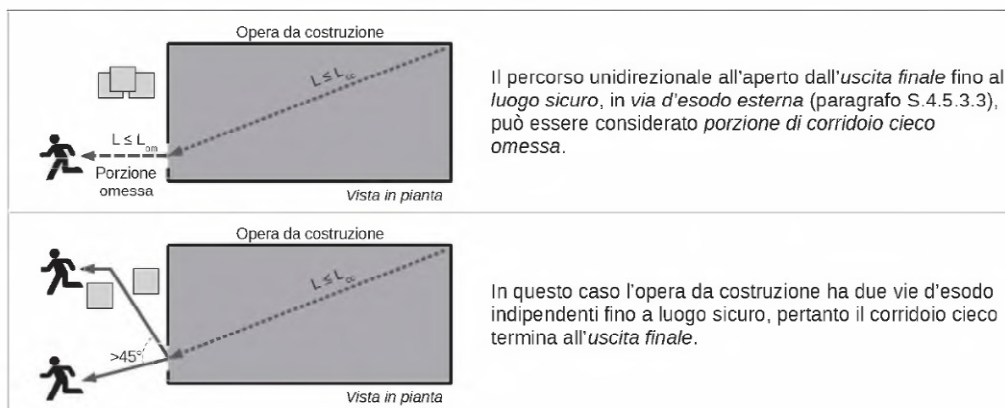 Opera da costruzione
L ≤ Lcc
L ≤ Lom
Porzione
omessa
Vista in pianta
Il percorso unidirezionale all'aperto dall'uscita finale fino al
luogo sicuro, in via d'esodo esterna (paragrafo S.4.5.3.3),
può essere considerato porzione di corridoio cieco
omessa.
Opera da costruzione
L ≤ Lcc
>45°
Vista in pianta
In questo caso l'opera da costruzione ha due vie d'esodo
indipendenti fino a luogo sicuro, pertanto il corridoio cieco
termina all'uscita finale.